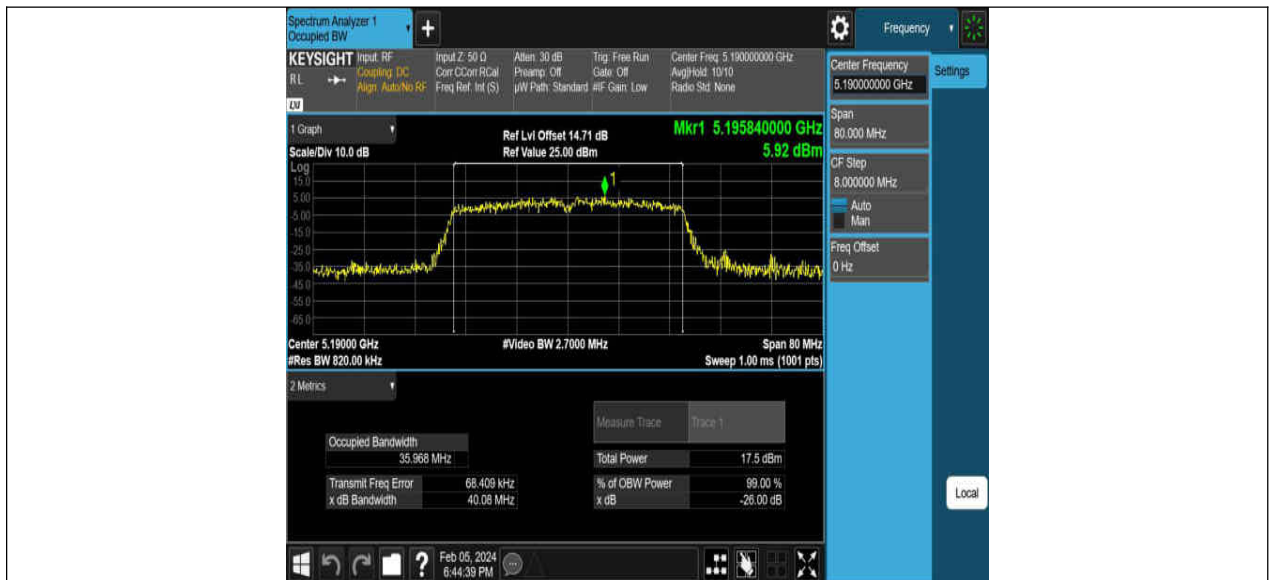 Spectrum Analyzer 1
Occupied BW
+
Frequency
KEYSIGHT
RL
LXI
Input: RF
Coupling: DC
Align: Auto/No RF
Input Z: 50 Ω
Corr CCorr RCal
Freq Ref: Int (S)
Atten: 30 dB
Preamp: Off
µW Path: Standard
Trig: Free Run
Gate: Off
#IF Gain: Low
Center Freq: 5.190000000 GHz
Avg|Hold: 10/10
Radio Std: None
Center Frequency
5.190000000 GHz
Settings
Span
80.000 MHz
CF Step
8.000000 MHz
Auto
Man
Freq Offset
0 Hz
Local
1 Graph
Scale/Div 10.0 dB
Ref Lvl Offset 14.71 dB
Ref Value 25.00 dBm
Mkr1 5.195840000 GHz
5.92 dBm
Log
15.0
5.00
-5.00
-15.0
-25.0
-35.0
-45.0
-55.0
-65.0
1
Center 5.19000 GHz
#Video BW 2.7000 MHz
Span 80 MHz
#Res BW 820.00 kHz
Sweep 1.00 ms (1001 pts)
2 Metrics
Measure Trace Trace 1
Occupied Bandwidth
35.968 MHz
Total Power 17.5 dBm
Transmit Freq Error 68.409 kHz
% of OBW Power 99.00 %
x dB Bandwidth 40.08 MHz
x dB -26.00 dB
?
Feb 05, 2024
6:44:39 PM